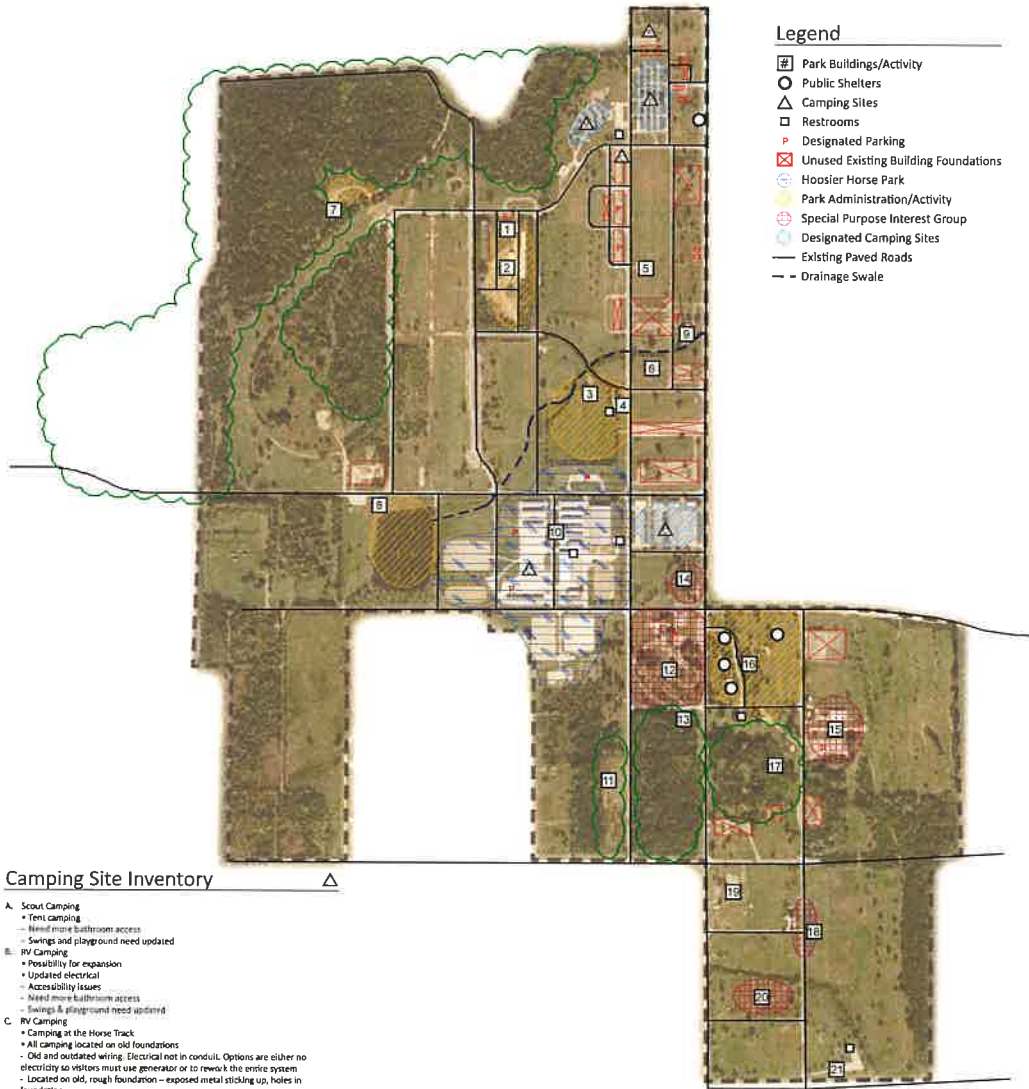 Legend
# Park Buildings/Activity
Public Shelters
Camping Sites
Restrooms
P Designated Parking
Unused Existing Building Foundations
Hoosier Horse Park
Park Administration/Activity
Special Purpose Interest Group
Designated Camping Sites
Existing Paved Roads
Drainage Swale
7
1
2
5
9
6
3
4
8
10
14
12
16
13
15
17
11
19
18
20
21
Camping Site Inventory
A. Scout Camping
• Tent camping
- Need more bathroom access
- Swings and playground need updated
B. RV Camping
• Possibility for expansion
• Updated electrical
- Accessibility issues
- Need more bathroom access
- Swings & playground need updated
C. RV Camping
• Camping at the Horse Track
• All camping located on old foundations
- Old and outdated wiring. Electrical not in conduit. Options are either no
electricity so visitors must use generator or to rework the entire system
- Located on old, rough foundation – exposed metal sticking up, holes in